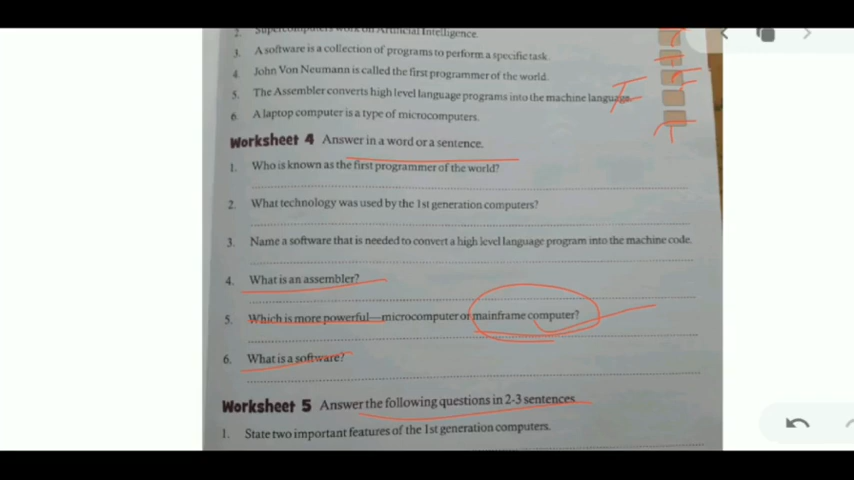 2. Supercomputers work on Artificial Intelligence.
3. A software is a collection of programs to perform a specific task.
4. John Von Neumann is called the first programmer of the world.
5. The Assembler converts high level language programs into the machine language.
6. A laptop computer is a type of microcomputers.
T
T
F
F
F
T
Worksheet 4 Answer in a word or a sentence.
1. Who is known as the first programmer of the world?
2. What technology was used by the 1st generation computers?
3. Name a software that is needed to convert a high level language program into the machine code.
4. What is an assembler?
5. Which is more powerful—microcomputer or mainframe computer?
6. What is a software?
Worksheet 5 Answer the following questions in 2-3 sentences.
1. State two important features of the 1st generation computers.